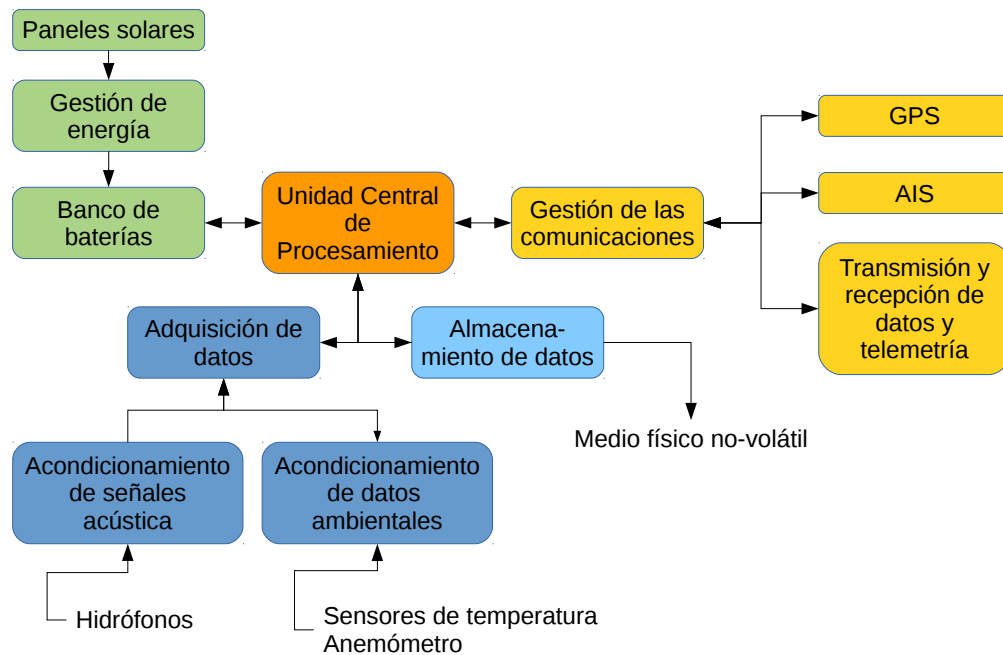 Paneles solares
Gestión de
energía
Banco de
baterías
Unidad Central
de
Procesamiento
Gestión de las
comunicaciones
GPS
AIS
Transmisión y
recepción de
datos y
telemetría
Adquisición de
datos
Almacena-
miento de datos
Medio físico no-volátil
Acondicionamiento
de señales
acústica
Acondicionamiento
de datos
ambientales
Hidrófonos
Sensores de temperatura
Anemómetro